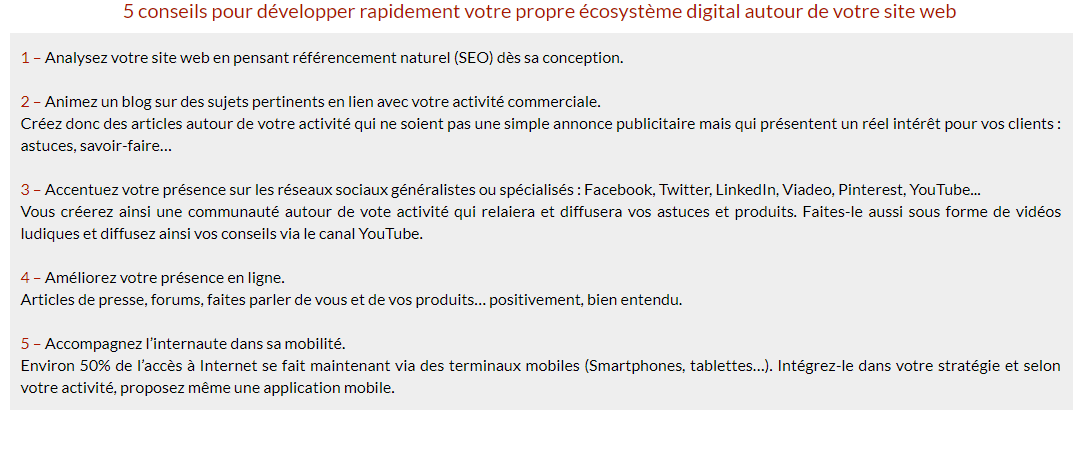 5 conseils pour développer rapidement votre propre écosystème digital autour de votre site web
1 – Analysez votre site web en pensant référencement naturel (SEO) dès sa conception.
2 – Animez un blog sur des sujets pertinents en lien avec votre activité commerciale.
Créez donc des articles autour de votre activité qui ne soient pas une simple annonce publicitaire mais qui présentent un réel intérêt pour vos clients :
astuces, savoir-faire…
3 – Accentuez votre présence sur les réseaux sociaux généralistes ou spécialisés : Facebook, Twitter, LinkedIn, Viadeo, Pinterest, YouTube...
Vous créerez ainsi une communauté autour de vote activité qui relaiera et diffusera vos astuces et produits. Faites-le aussi sous forme de vidéos
ludiques et diffusez ainsi vos conseils via le canal YouTube.
4 – Améliorez votre présence en ligne.
Articles de presse, forums, faites parler de vous et de vos produits… positivement, bien entendu.
5 – Accompagnez l’internaute dans sa mobilité.
Environ 50% de l’accès à Internet se fait maintenant via des terminaux mobiles (Smartphones, tablettes…). Intégrez-le dans votre stratégie et selon
votre activité, proposez même une application mobile.